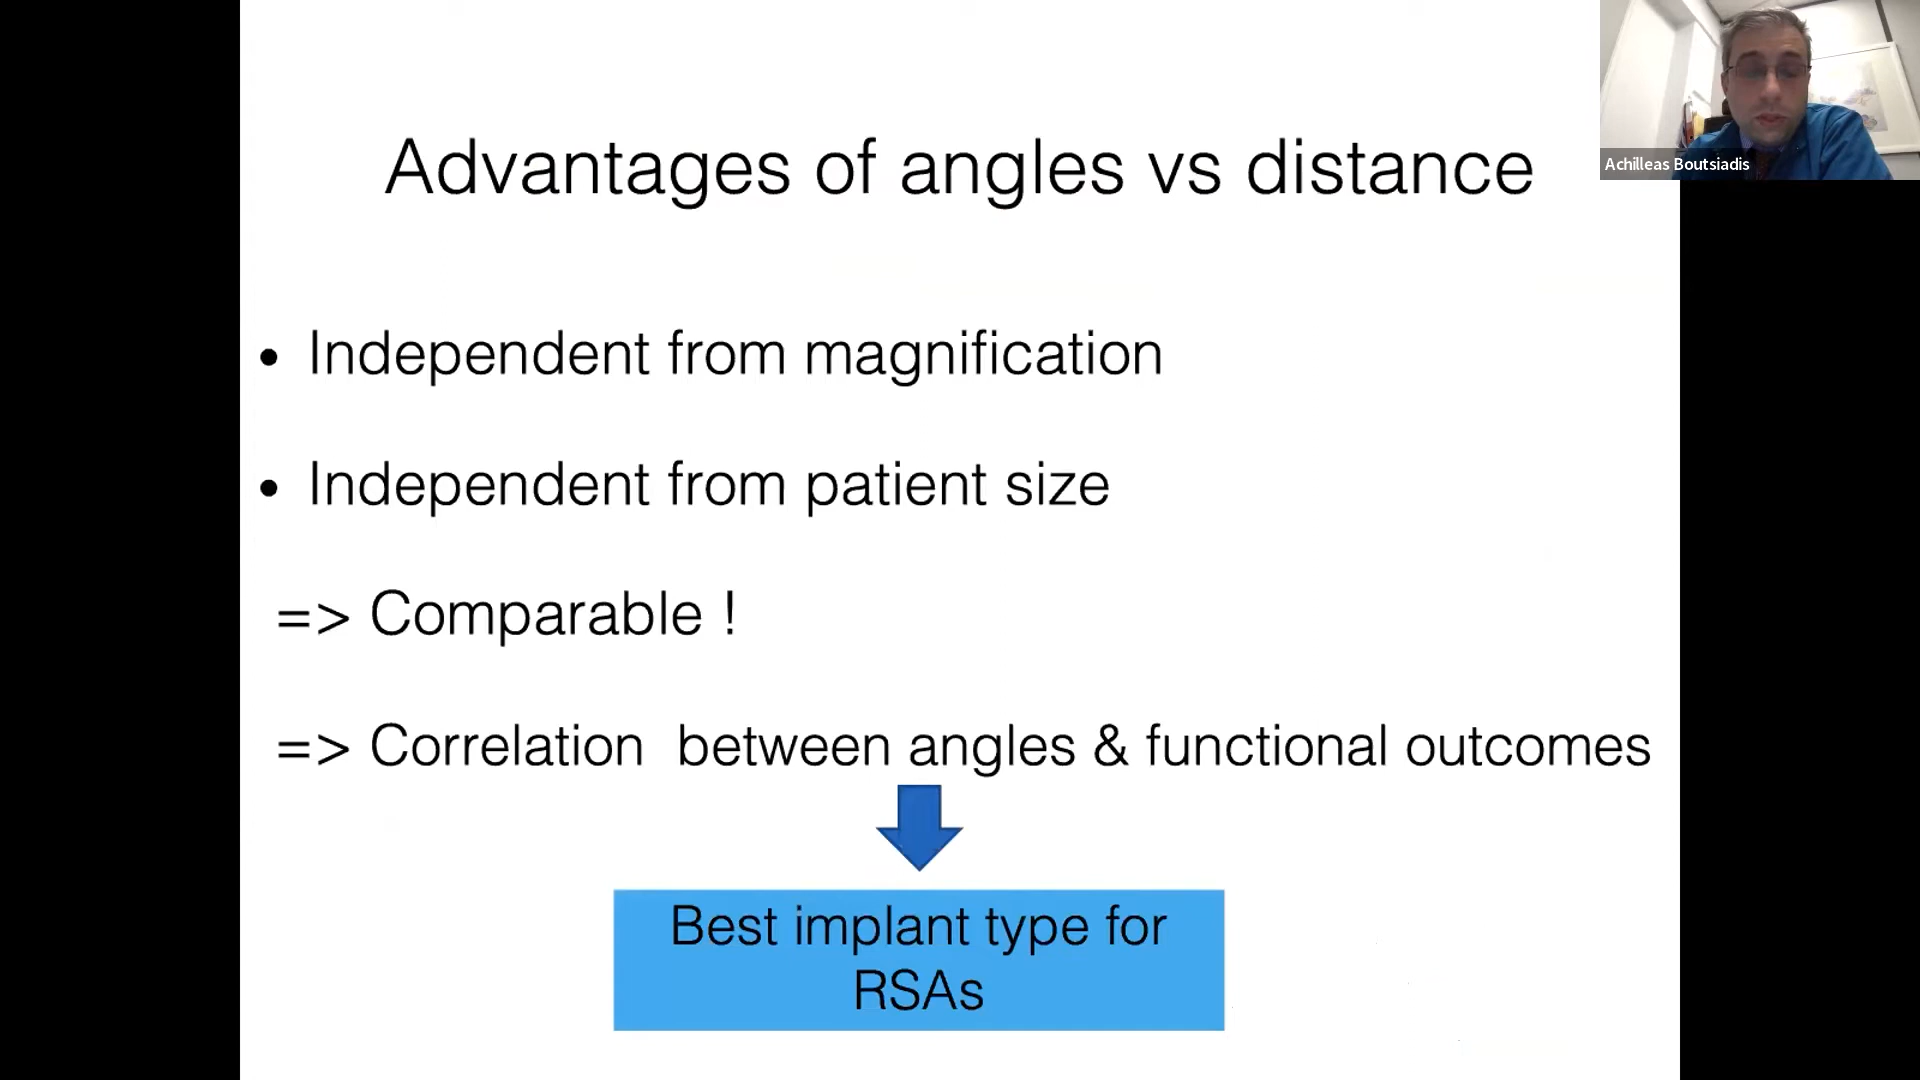 Advantages of angles vs distance
• Independent from magnification
• Independent from patient size
=> Comparable !
=> Correlation between angles & functional outcomes
Best implant type for
RSAs
Achilleas Boutsiadis